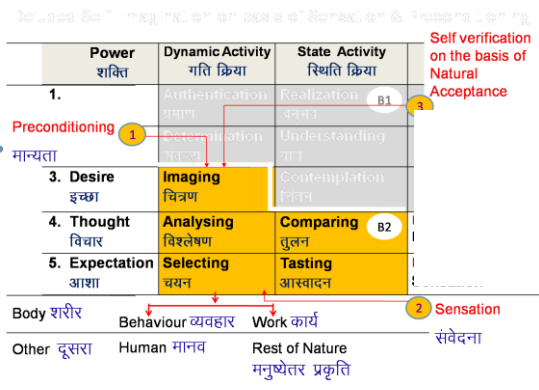 Self verification
on the basis of
Natural
Acceptance
Power
शक्ति
Dynamic Activity
गति क्रिया
State Activity
स्थिति क्रिया
1.
Authentication
प्रमाण
Realization
अनुभव
B1
3
Preconditioning
मान्यता
1
Determination
Understanding
3. Desire
इच्छा
Imaging
चित्रण
Contemplation
चिंतन
4. Thought
विचार
Analysing
विश्लेषण
Comparing
तुलन
B2
5. Expectation
आशा
Selecting
चयन
Tasting
आस्वादन
Body शरीर
Behaviour व्यवहार
Work कार्य
2
Sensation
संवेदना
Other दूसरा
Human मानव
Rest of Nature
मनुष्येतर प्रकृति